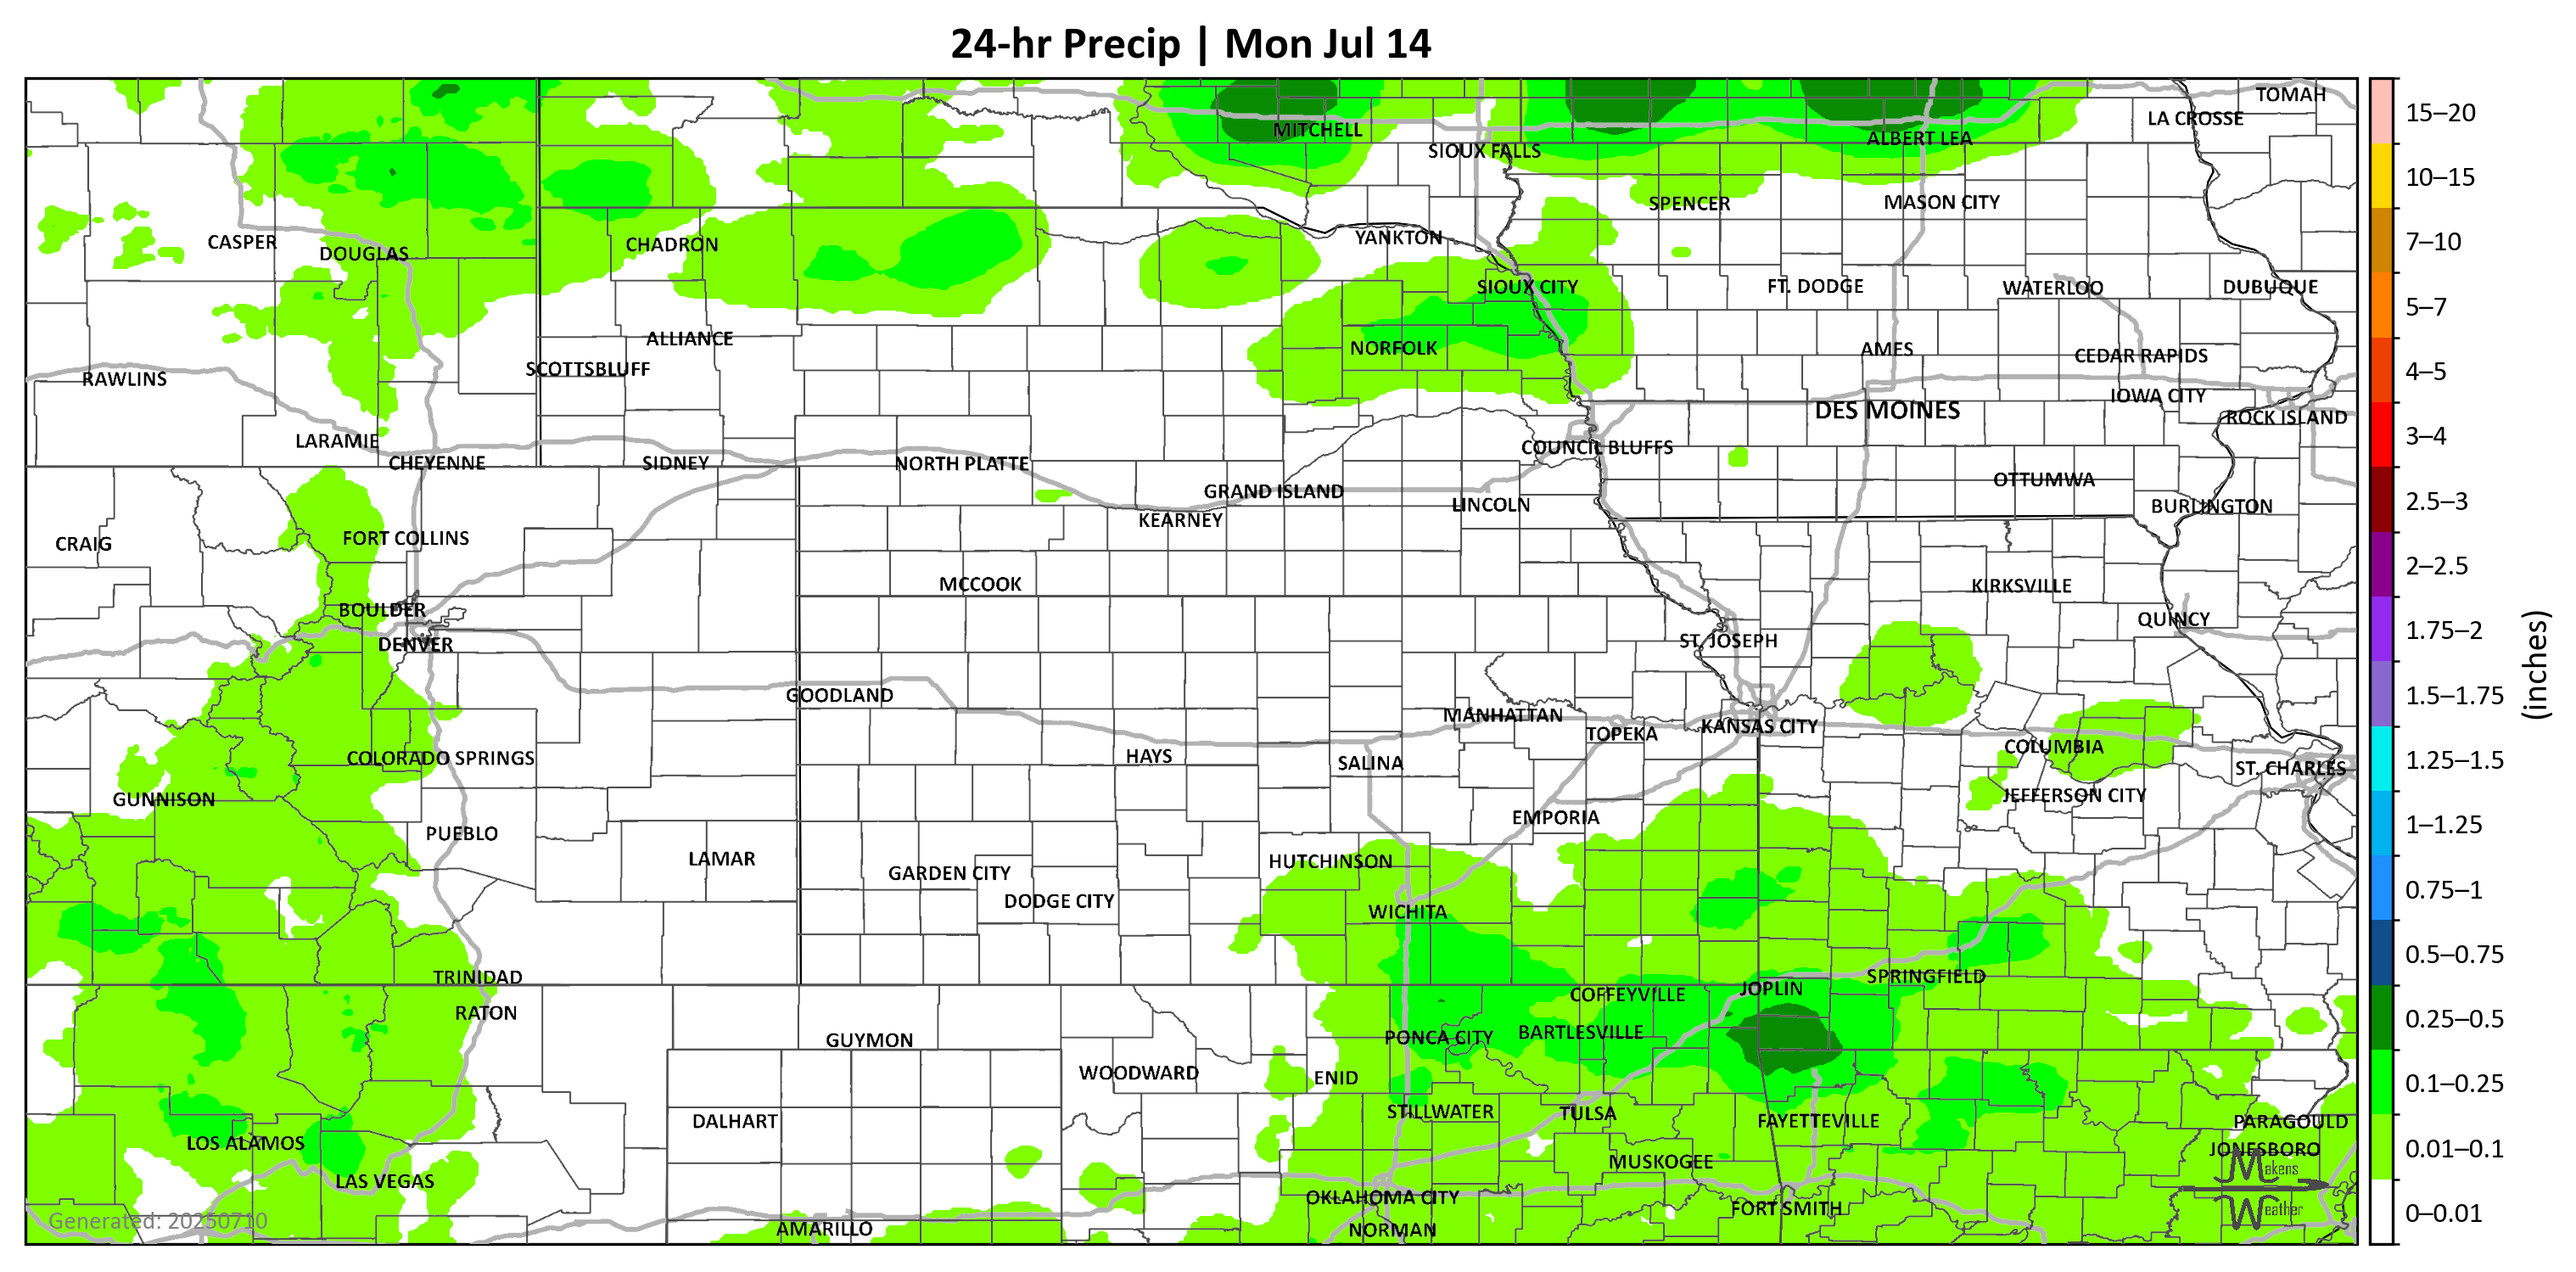 24-hr Precip | Mon Jul 14
TOMAH
LA CROSSE
MITCHELL
ALBERT LEA
SIOUX FALLS
SPENCER
MASON CITY
CASPER
DOUGLAS
CHADRON
YANKTON
SIOUX CITY
FT. DODGE
WATERLOO
DUBUQUE
ALLIANCE
NORFOLK
AMES
CEDAR RAPIDS
SCOTTSBLUFF
RAWLINS
IOWA CITY
DES MOINES
ROCK ISLAND
LARAMIE
COUNCIL BLUFFS
CHEYENNE
SIDNEY
NORTH PLATTE
OTTUMWA
GRAND ISLAND
LINCOLN
BURLINGTON
KEARNEY
FORT COLLINS
CRAIG
MCCOOK
KIRKSVILLE
BOULDER
QUINCY
DENVER
ST. JOSEPH
GOODLAND
MANHATTAN
KANSAS CITY
TOPEKA
COLUMBIA
COLORADO SPRINGS
HAYS
SALINA
ST. CHARLES
GUNNISON
JEFFERSON CITY
EMPORIA
PUEBLO
LAMAR
HUTCHINSON
GARDEN CITY
DODGE CITY
WICHITA
TRINIDAD
SPRINGFIELD
JOPLIN
COFFEYVILLE
RATON
BARTLESVILLE
PONCA CITY
GUYMON
WOODWARD
ENID
STILLWATER
TULSA
DALHART
FAYETTEVILLE
PARAGOULD
LOS ALAMOS
JONESBORO
MUSKOGEE
LAS VEGAS
OKLAHOMA CITY
FORT SMITH
AMARILLO
NORMAN
Generated: 20250710
Makens
Weather
15–20
10–15
7–10
5–7
4–5
3–4
2.5–3
2–2.5
1.75–2
1.5–1.75
1.25–1.5
1–1.25
0.75–1
0.5–0.75
0.25–0.5
0.1–0.25
0.01–0.1
0–0.01
(inches)